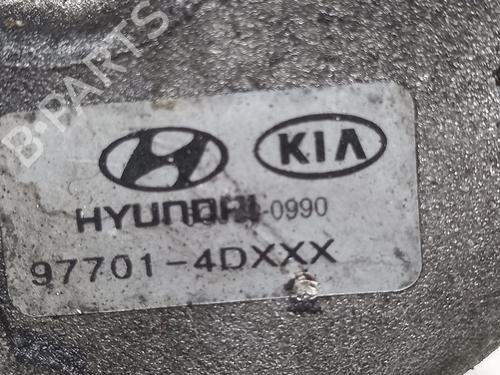 B-PARTS
KIA
HYUNDAI
-0990
97701-4DXXX